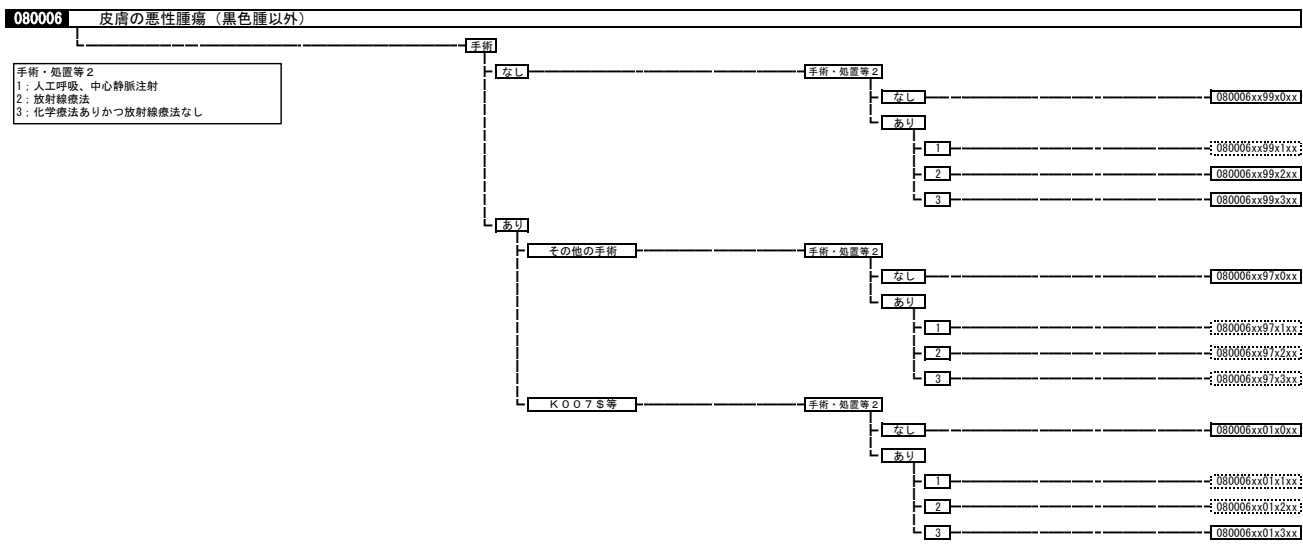 080006 皮膚の悪性腫瘍（黒色腫以外）
手術
手術・処置等２
1：人工呼吸、中心静脈注射
2：放射線療法
3：化学療法ありかつ放射線療法なし
なし
手術・処置等２
なし
080006xx99x0xx
あり
1
080006xx99x1xx
2
080006xx99x2xx
3
080006xx99x3xx
あり
その他の手術
手術・処置等２
なし
080006xx97x0xx
あり
1
080006xx97x1xx
2
080006xx97x2xx
3
080006xx97x3xx
Ｋ００７＄等
手術・処置等２
なし
080006xx01x0xx
あり
1
080006xx01x1xx
2
080006xx01x2xx
3
080006xx01x3xx